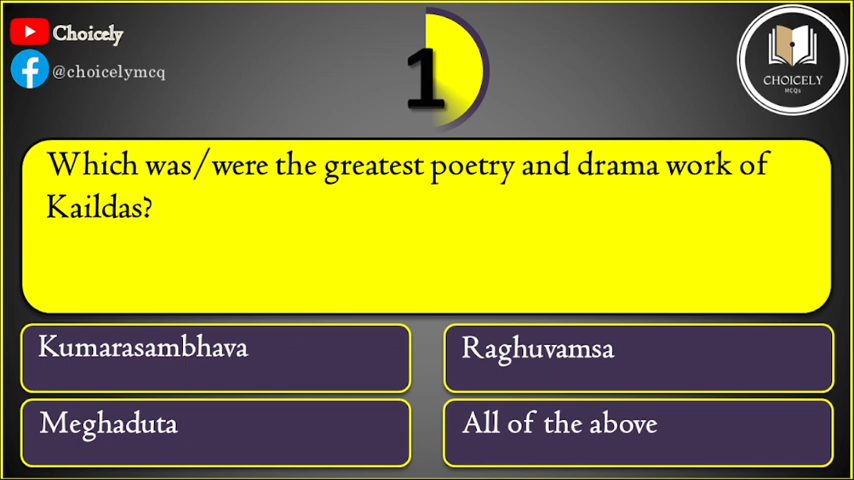 Choicely
@choicelymcq
1
CHOICELY
MCQs
Which was/were the greatest poetry and drama work of
Kaildas?
Kumarasambhava
Raghuvamsa
Meghaduta
All of the above